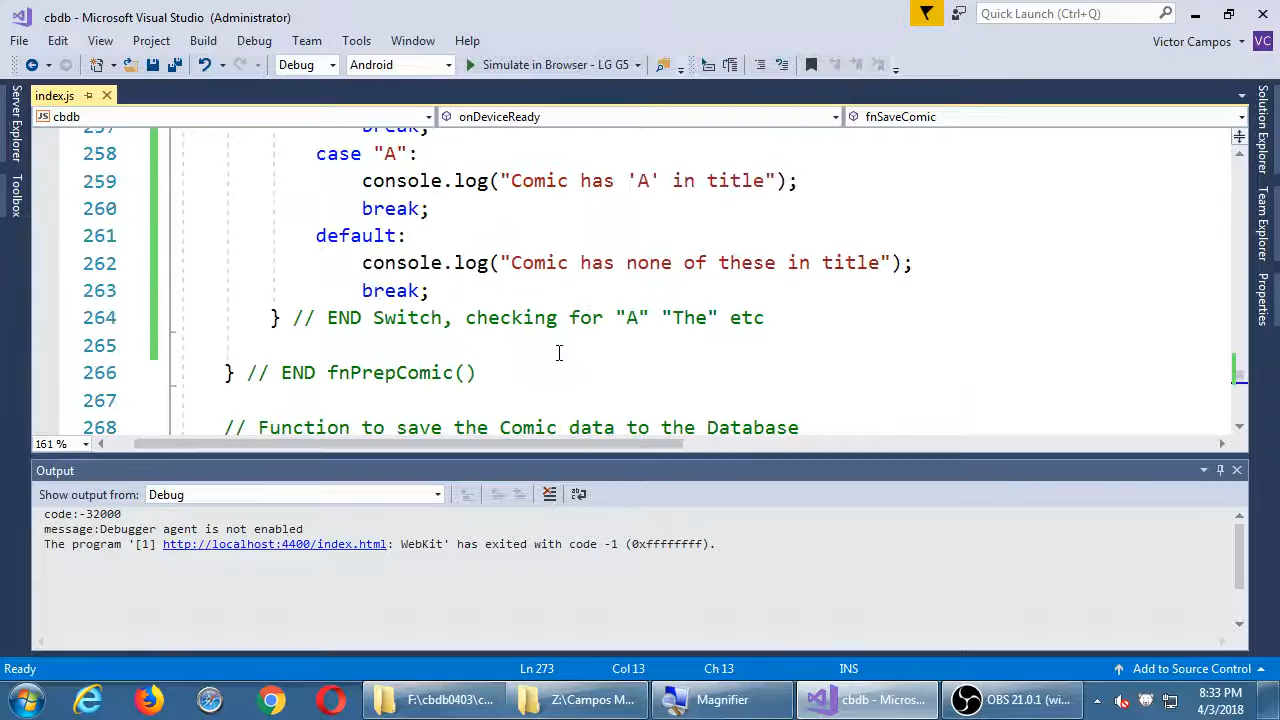 cbdb - Microsoft Visual Studio (Administrator)
Quick Launch (Ctrl+Q)
File Edit View Project Build Debug Team Tools Window Help
Victor Campos VC
Debug Android Simulate in Browser - LG G5
index.js
JS cbdb onDeviceReady fnSaveComic
257 break;
258 case "A":
259 console.log("Comic has 'A' in title");
260 break;
261 default:
262 console.log("Comic has none of these in title");
263 break;
264 } // END Switch, checking for "A" "The" etc
265
266 } // END fnPrepComic()
267
268 // Function to save the Comic data to the Database
161 %
Server Explorer
Toolbox
Solution Explorer
Team Explorer
Properties
Output
Show output from: Debug
code:-32000
message:Debugger agent is not enabled
The program '[1] http://localhost:4400/index.html: WebKit' has exited with code -1 (0xffffffff).
Ready Ln 273 Col 13 Ch 13 INS Add to Source Control
F:\cbdb0403\c... Z:\Campos M... Magnifier cbdb - Micros... OBS 21.0.1 (wi...
8:33 PM
4/3/2018